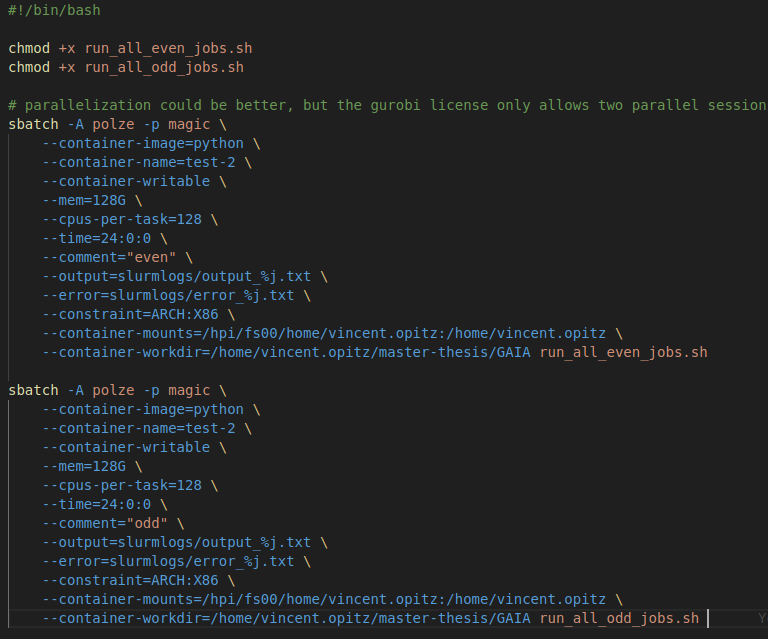 #!/bin/bash
chmod +x run_all_even_jobs.sh
chmod +x run_all_odd_jobs.sh
# parallelization could be better, but the gurobi license only allows two parallel session
sbatch -A polze -p magic \
--container-image=python \
--container-name=test-2 \
--container-writable \
--mem=128G \
--cpus-per-task=128 \
--time=24:0:0 \
--comment="even" \
--output=slurmlogs/output_%j.txt \
--error=slurmlogs/error_%j.txt \
--constraint=ARCH:X86 \
--container-mounts=/hpi/fs00/home/vincent.opitz:/home/vincent.opitz \
--container-workdir=/home/vincent.opitz/master-thesis/GAIA run_all_even_jobs.sh
sbatch -A polze -p magic \
--container-image=python \
--container-name=test-2 \
--container-writable \
--mem=128G \
--cpus-per-task=128 \
--time=24:0:0 \
--comment="odd" \
--output=slurmlogs/output_%j.txt \
--error=slurmlogs/error_%j.txt \
--constraint=ARCH:X86 \
--container-mounts=/hpi/fs00/home/vincent.opitz:/home/vincent.opitz \
--container-workdir=/home/vincent.opitz/master-thesis/GAIA run_all_odd_jobs.sh